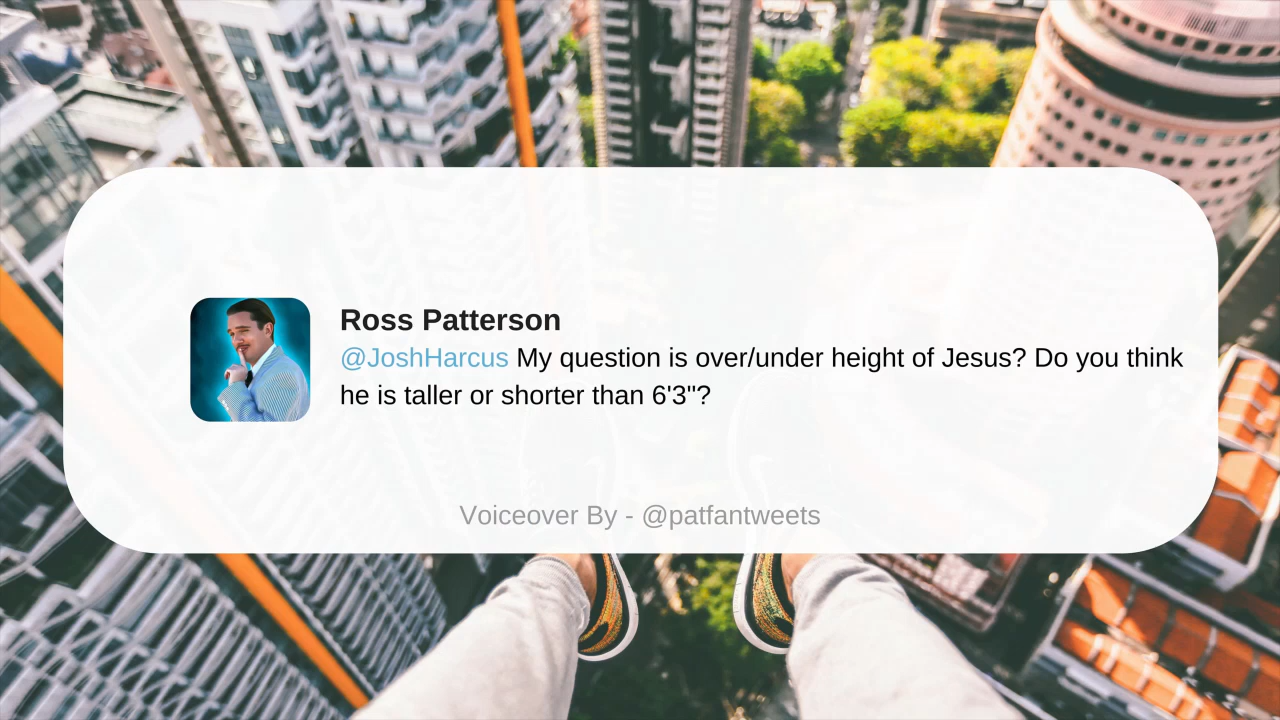 Ross Patterson
@JoshHarcus My question is over/under height of Jesus? Do you think
he is taller or shorter than 6'3"?
Voiceover By - @patfantweets